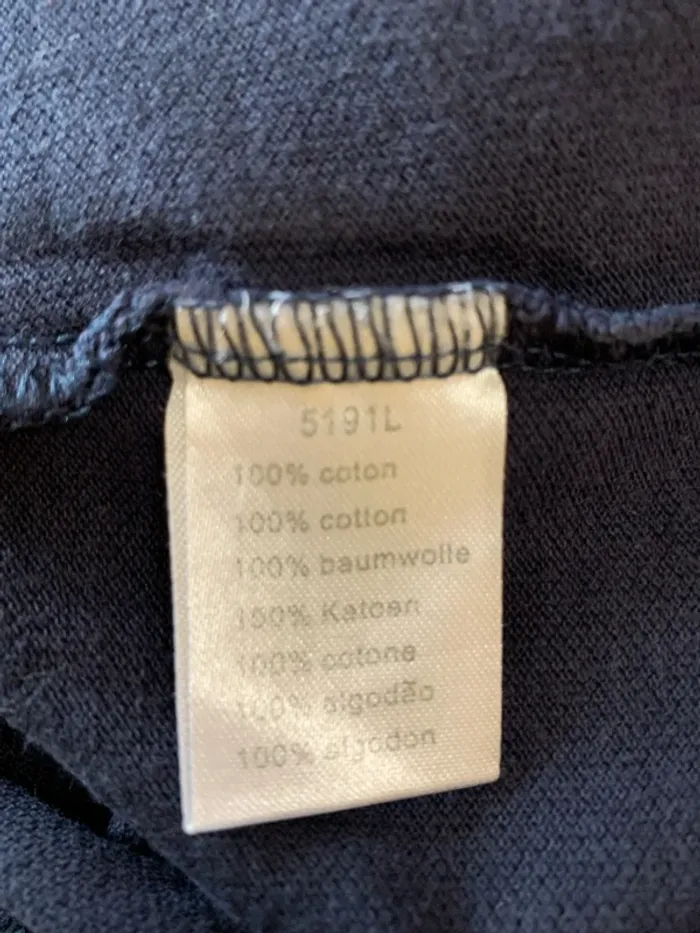 5191L
100% coton
100% cotton
100% baumwolle
100% Katoen
100% cotone
100% algodão
100% algodon